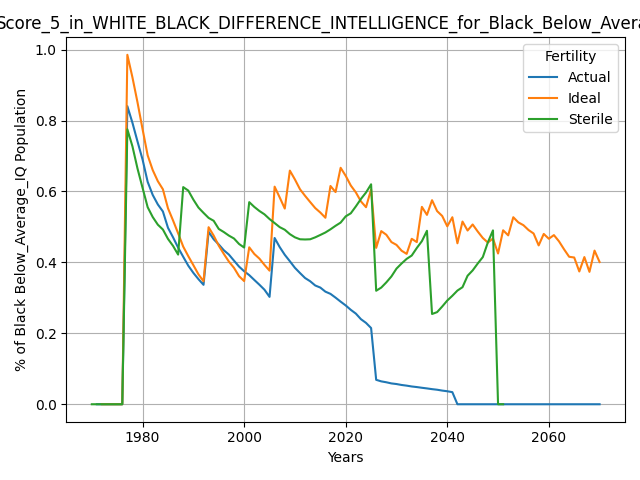 Score_5_in_WHITE_BLACK_DIFFERENCE_INTELLIGENCE_for_Black_Below_Avera
% of Black Below_Average_IQ Population
1.0
0.8
0.6
0.4
0.2
0.0
Fertility
Actual
Ideal
Sterile
1980 2000 2020 2040 2060
Years